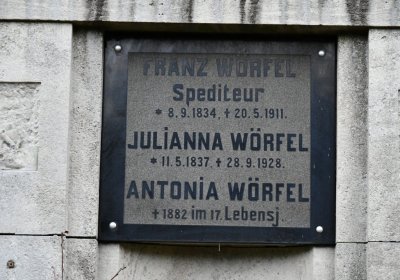 FRANZ WÖRFEL
Spediteur
* 8.9.1834, † 20.5.1911.
JULIANNA WÖRFEL
* 11.5.1837. † 28.9.1928.
ANTONIA WÖRFEL
† 1882 im 17. Lebensj.